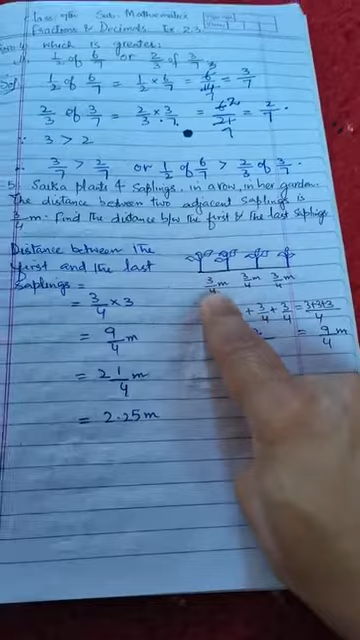 Class 7th Sub: Mathematics
Fractions & Decimals Ex 2.3
which is greater:
1/2 of 6/7 or 2/3 of 3/7
Sol 1/2 of 6/7 = 1/2 × 6/7 = 6/14 = 3/7
2/3 of 3/7 = 2/3 × 3/7 = 6/21 = 2/7.
∴ 3 > 2
∴ 3/7 > 2/7 or 1/2 of 6/7 > 2/3 of 3/7.
5. Saika plants 4 Saplings, in a row, in her garden.
The distance between two adjacent Saplings is
3/4 m. Find the distance b/w the first & the last Saplings
Distance between the
first and the last
Saplings =
3/4 m 3/4 m 3/4 m
= 3/4 × 3
+ 3/4 + 3/4 = 3+3+3/4
= 9/4 m
= 9/4 m
= 2 1/4 m
= 2.25 m